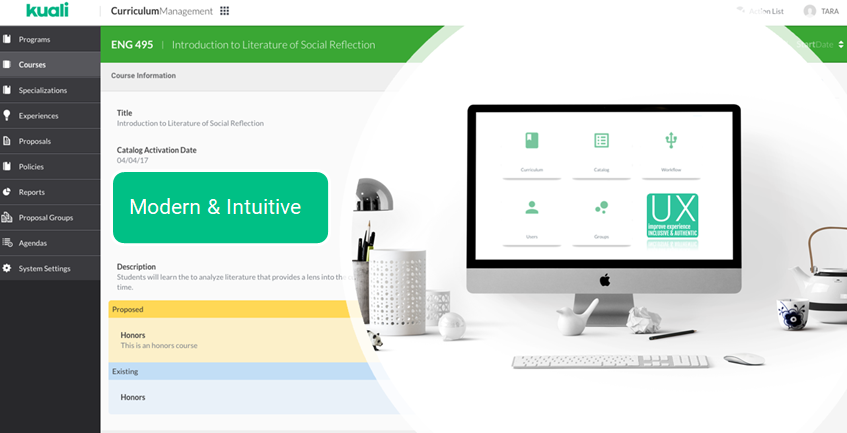 kuali
CurriculumManagement
Action List
TARA
Programs
Courses
Specializations
Experiences
Proposals
Policies
Reports
Proposal Groups
Agendas
System Settings
ENG 495 | Introduction to Literature of Social Reflection
StartDate
Course Information
Title
Introduction to Literature of Social Reflection
Catalog Activation Date
04/04/17
Modern & Intuitive
Description
Students will learn the to analyze literature that provides a lens into
time.
Proposed
Honors
This is an honors course
Existing
Honors
Curriculum
Catalog
Workflow
Users
Groups
UX
improve experience
INCLUSIVE & AUTHENTIC